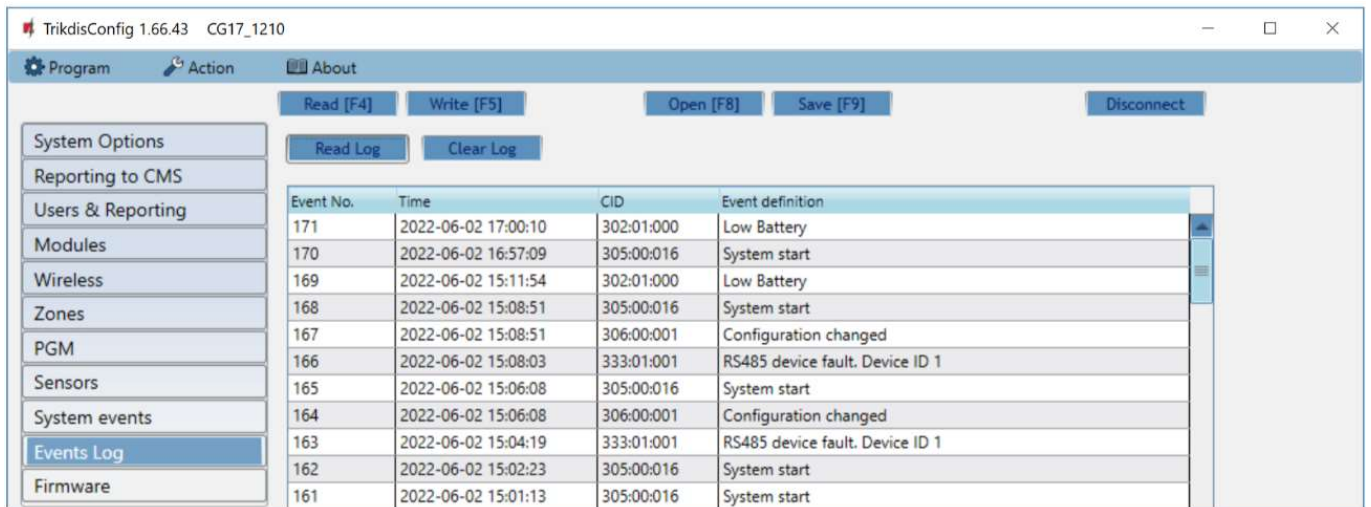 TrikdisConfig 1.66.43 CG17_1210
Program Action About
Read [F4] Write [F5] Open [F8] Save [F9] Disconnect
Read Log Clear Log
System Options
Reporting to CMS
Users & Reporting
Modules
Wireless
Zones
PGM
Sensors
System events
Events Log
Firmware
Event No. Time CID Event definition
171 2022-06-02 17:00:10 302:01:000 Low Battery
170 2022-06-02 16:57:09 305:00:016 System start
169 2022-06-02 15:11:54 302:01:000 Low Battery
168 2022-06-02 15:08:51 305:00:016 System start
167 2022-06-02 15:08:51 306:00:001 Configuration changed
166 2022-06-02 15:08:03 333:01:001 RS485 device fault. Device ID 1
165 2022-06-02 15:06:08 305:00:016 System start
164 2022-06-02 15:06:08 306:00:001 Configuration changed
163 2022-06-02 15:04:19 333:01:001 RS485 device fault. Device ID 1
162 2022-06-02 15:02:23 305:00:016 System start
161 2022-06-02 15:01:13 305:00:016 System start